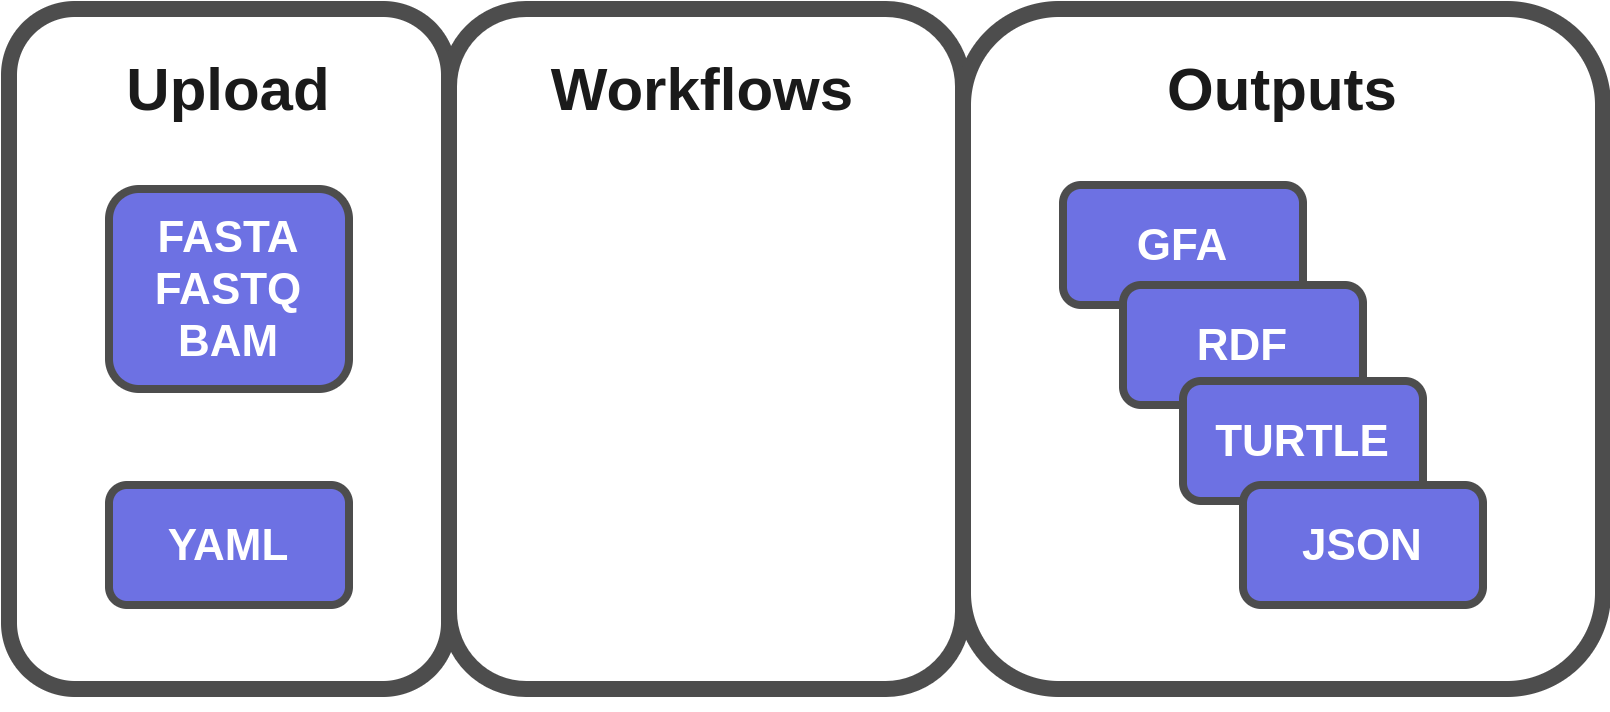 Upload
FASTA
FASTQ
BAM
YAML
Workflows
Outputs
GFA
RDF
TURTLE
JSON